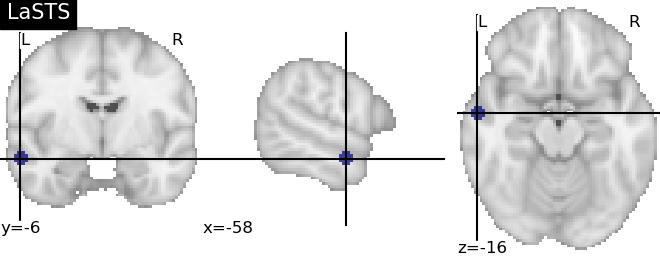 LaSTS
L R
L
L R
y=-6
x=-58
z=-16